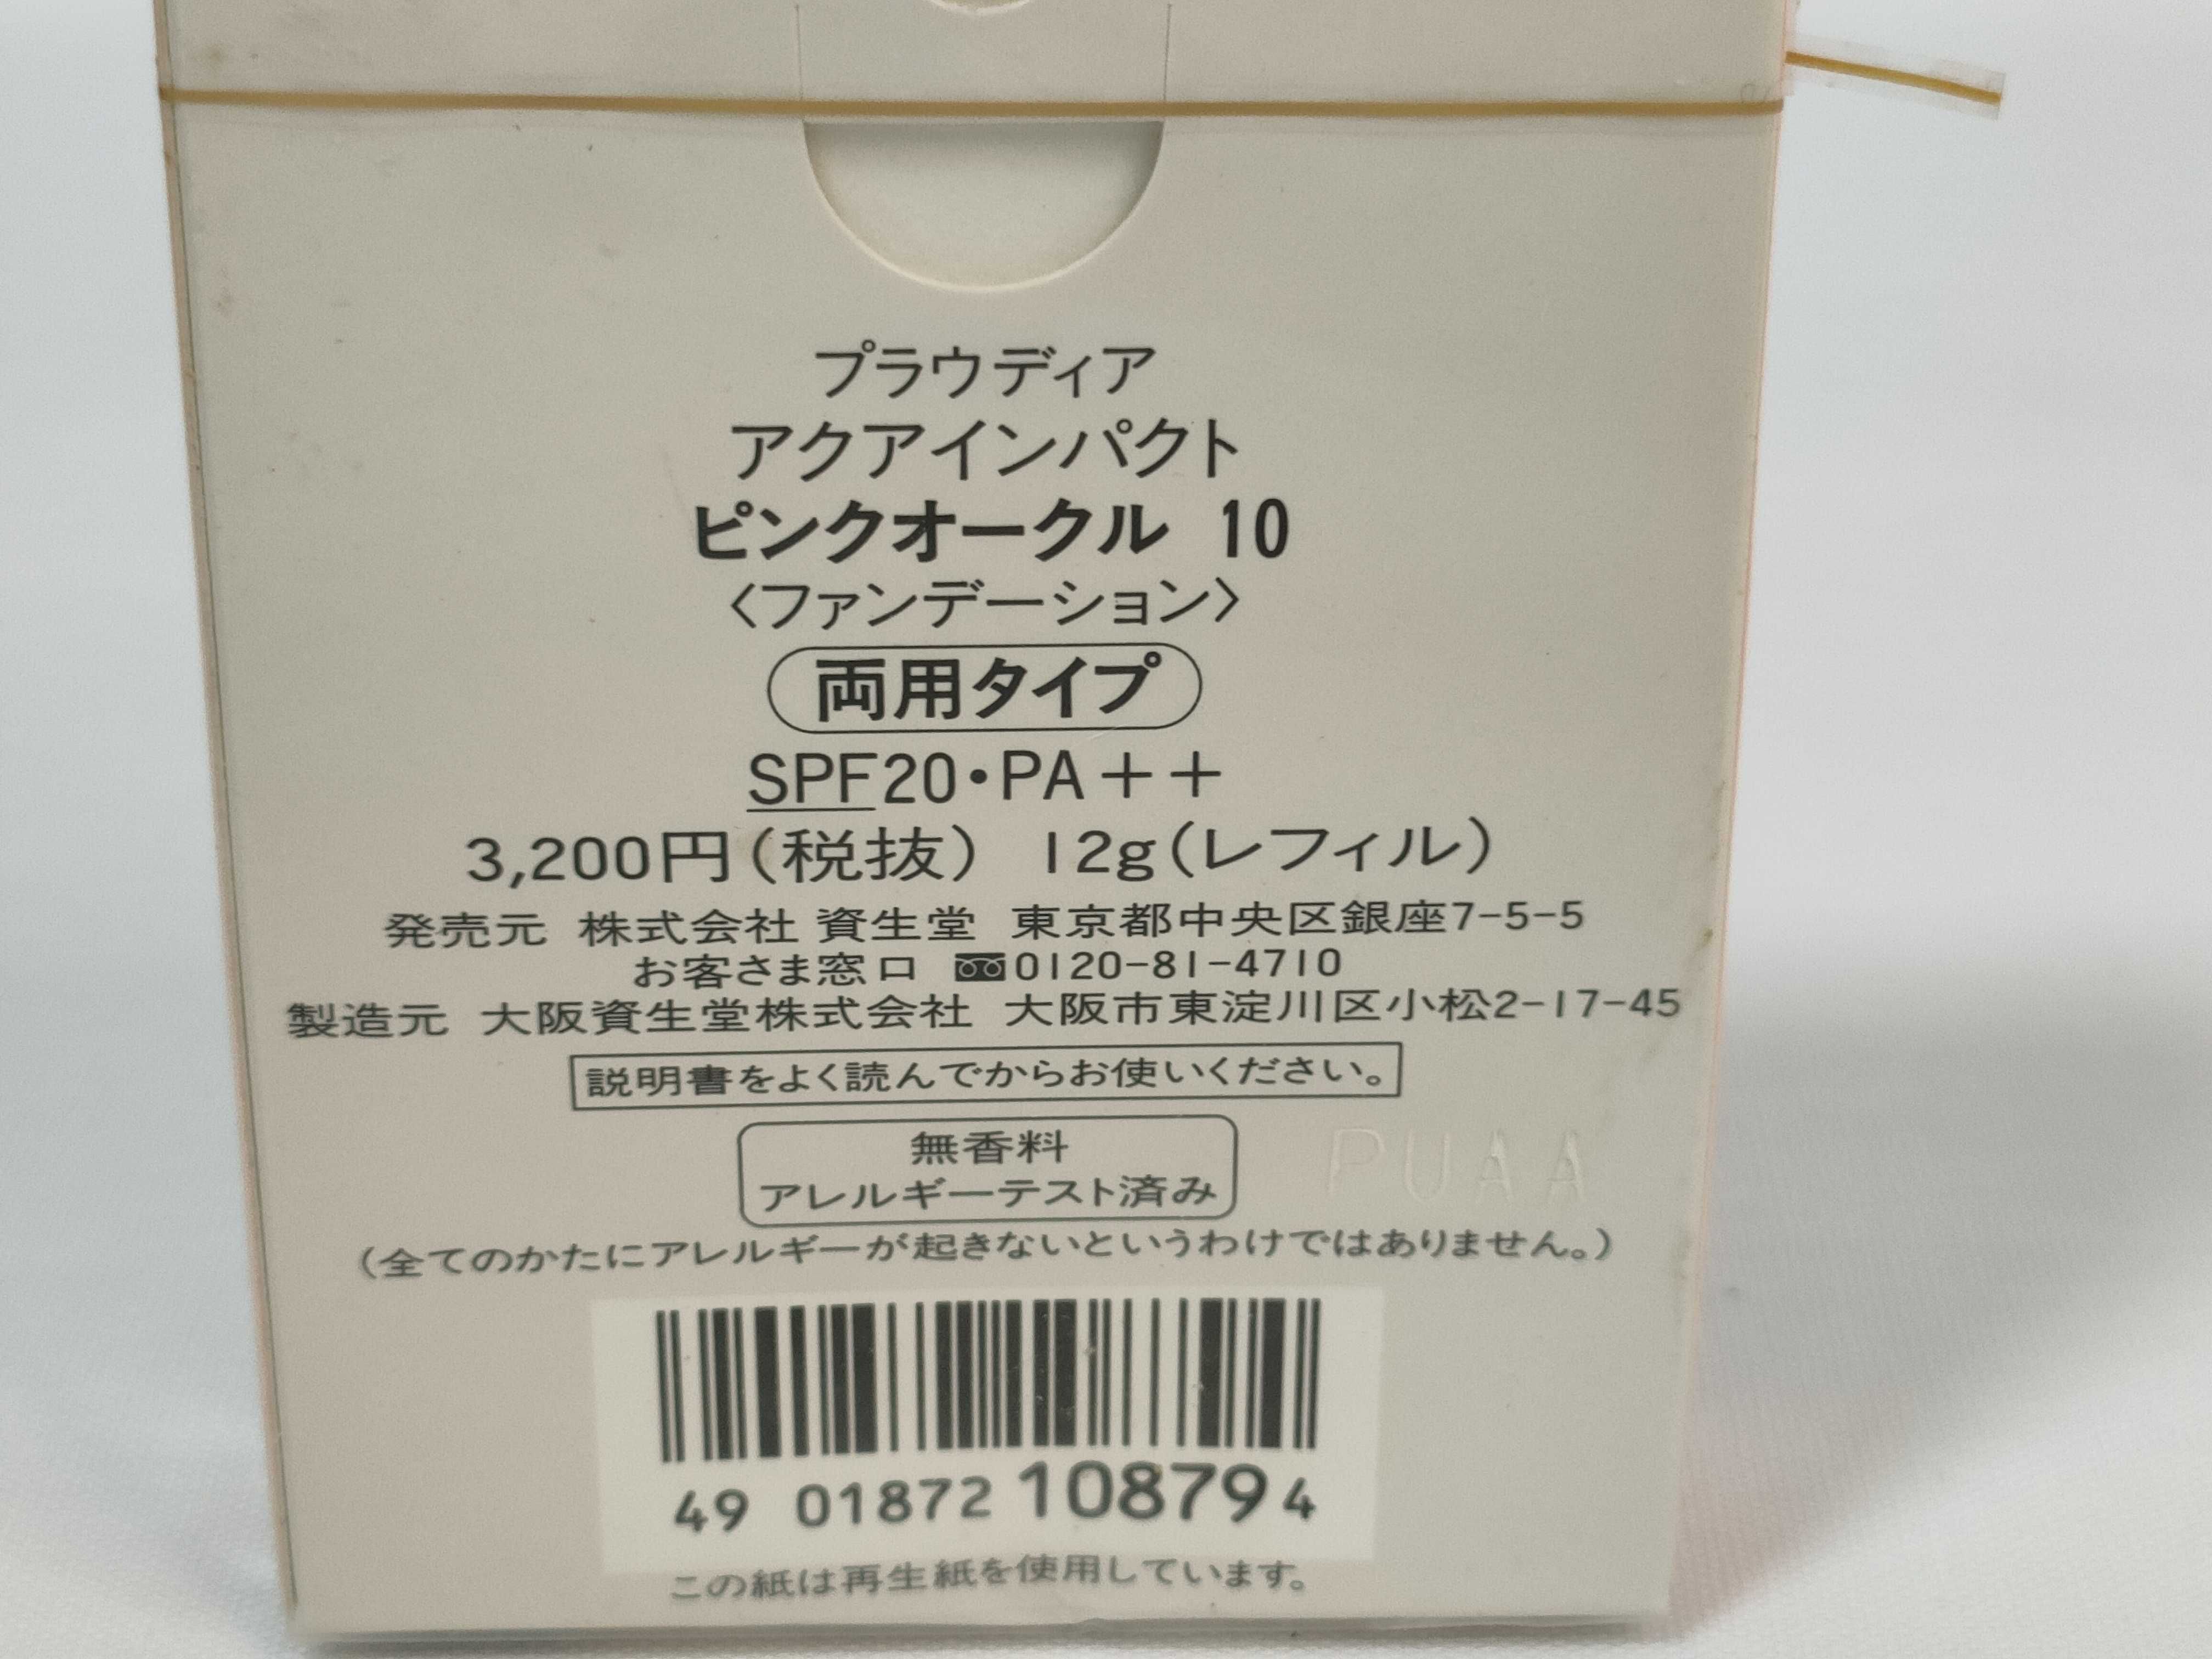 プラウディア
アクアインパクト
ピンクオークル 10
〈ファンデーション〉
両用タイプ
SPF20・PA＋＋
3,200円（税抜） 12g（レフィル）
発売元 株式会社 資生堂 東京都中央区銀座7-5-5
お客さま窓口 0120-81-4710
製造元 大阪資生堂株式会社 大阪市東淀川区小松2-17-45
説明書をよく読んでからお使いください。
無香料
アレルギーテスト済み
PUAA
（全てのかたにアレルギーが起きないというわけではありません。）
49 01872 108794
この紙は再生紙を使用しています。